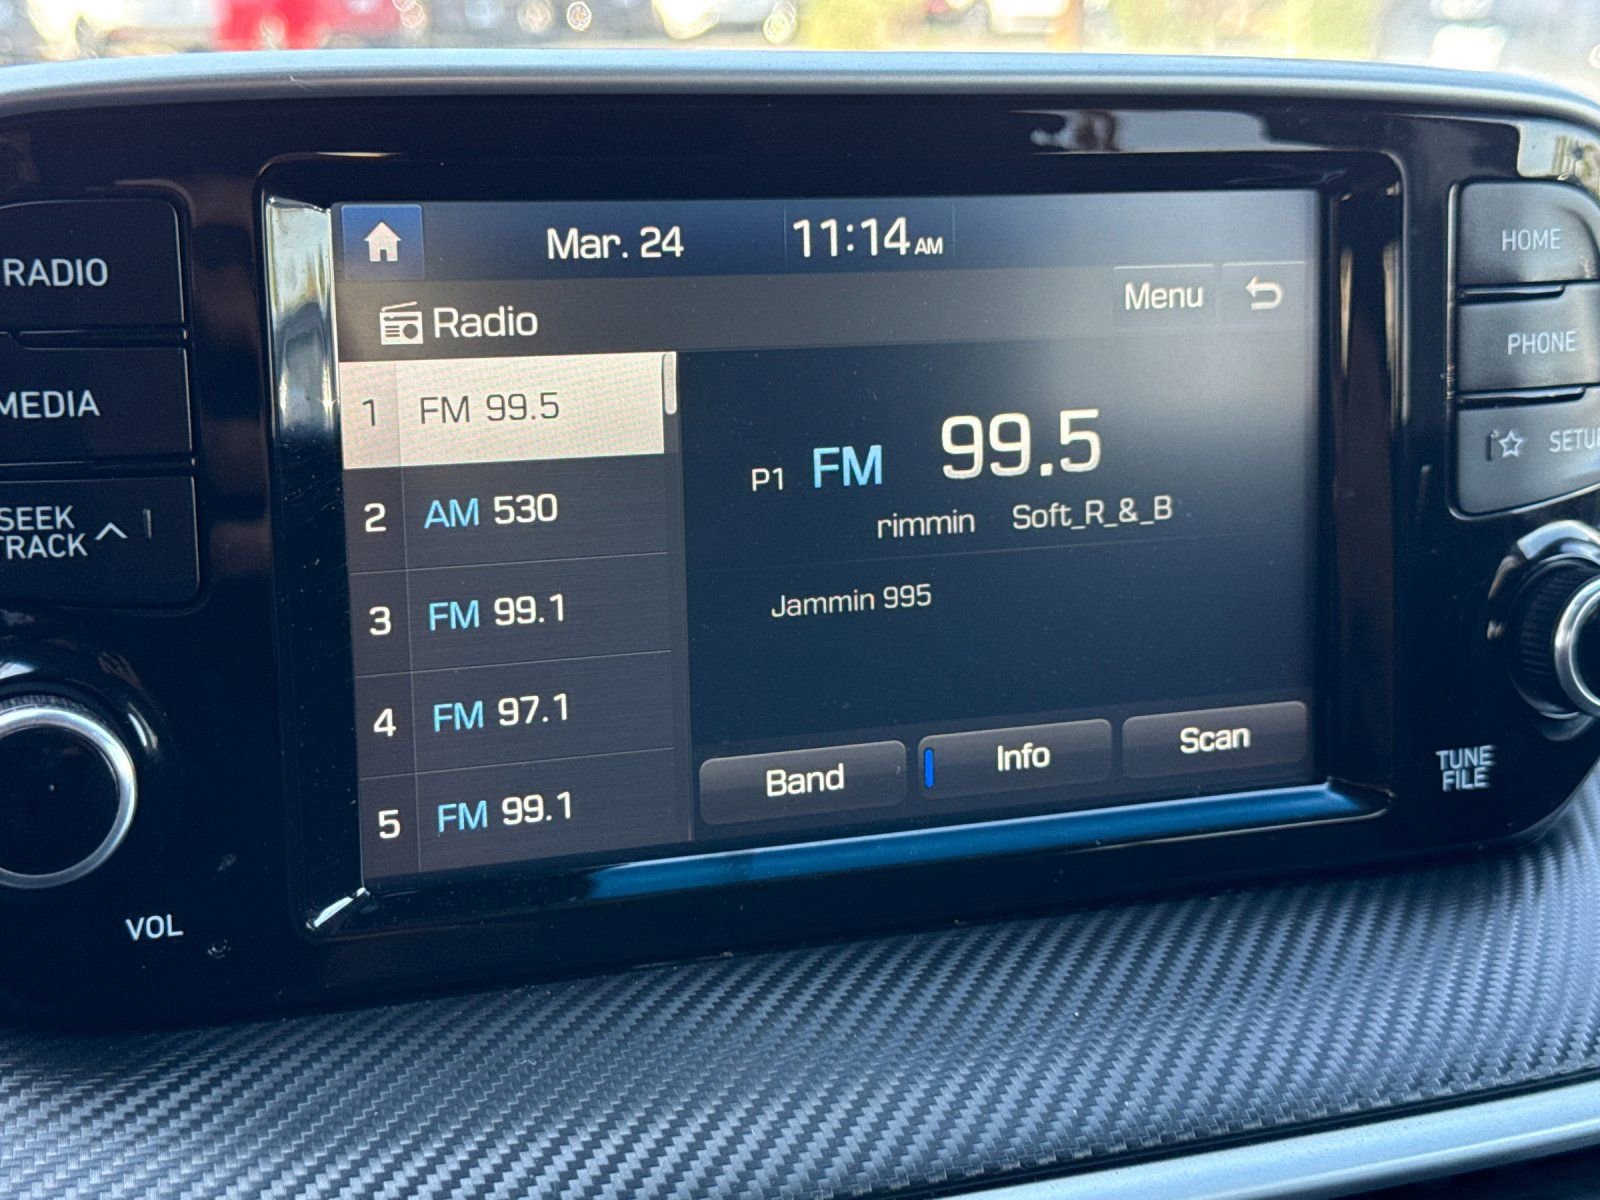 Mar. 24
11:14 AM
Radio
Menu
1 FM 99.5
2 AM 530
3 FM 99.1
4 FM 97.1
5 FM 99.1
P1 FM 99.5
rimmin Soft_R_&_B
Jammin 995
Band
Info
Scan
RADIO
MEDIA
SEEK
TRACK
VOL
HOME
PHONE
SETUP
TUNE
FILE